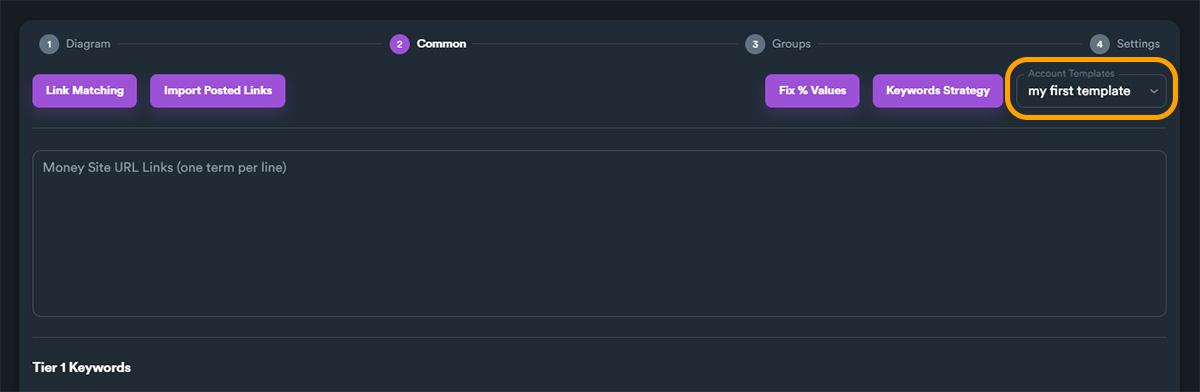 1 Diagram
2 Common
3 Groups
4 Settings
Link Matching
Import Posted Links
Fix % Values
Keywords Strategy
Account Templates
my first template
Money Site URL Links (one term per line)
Tier 1 Keywords